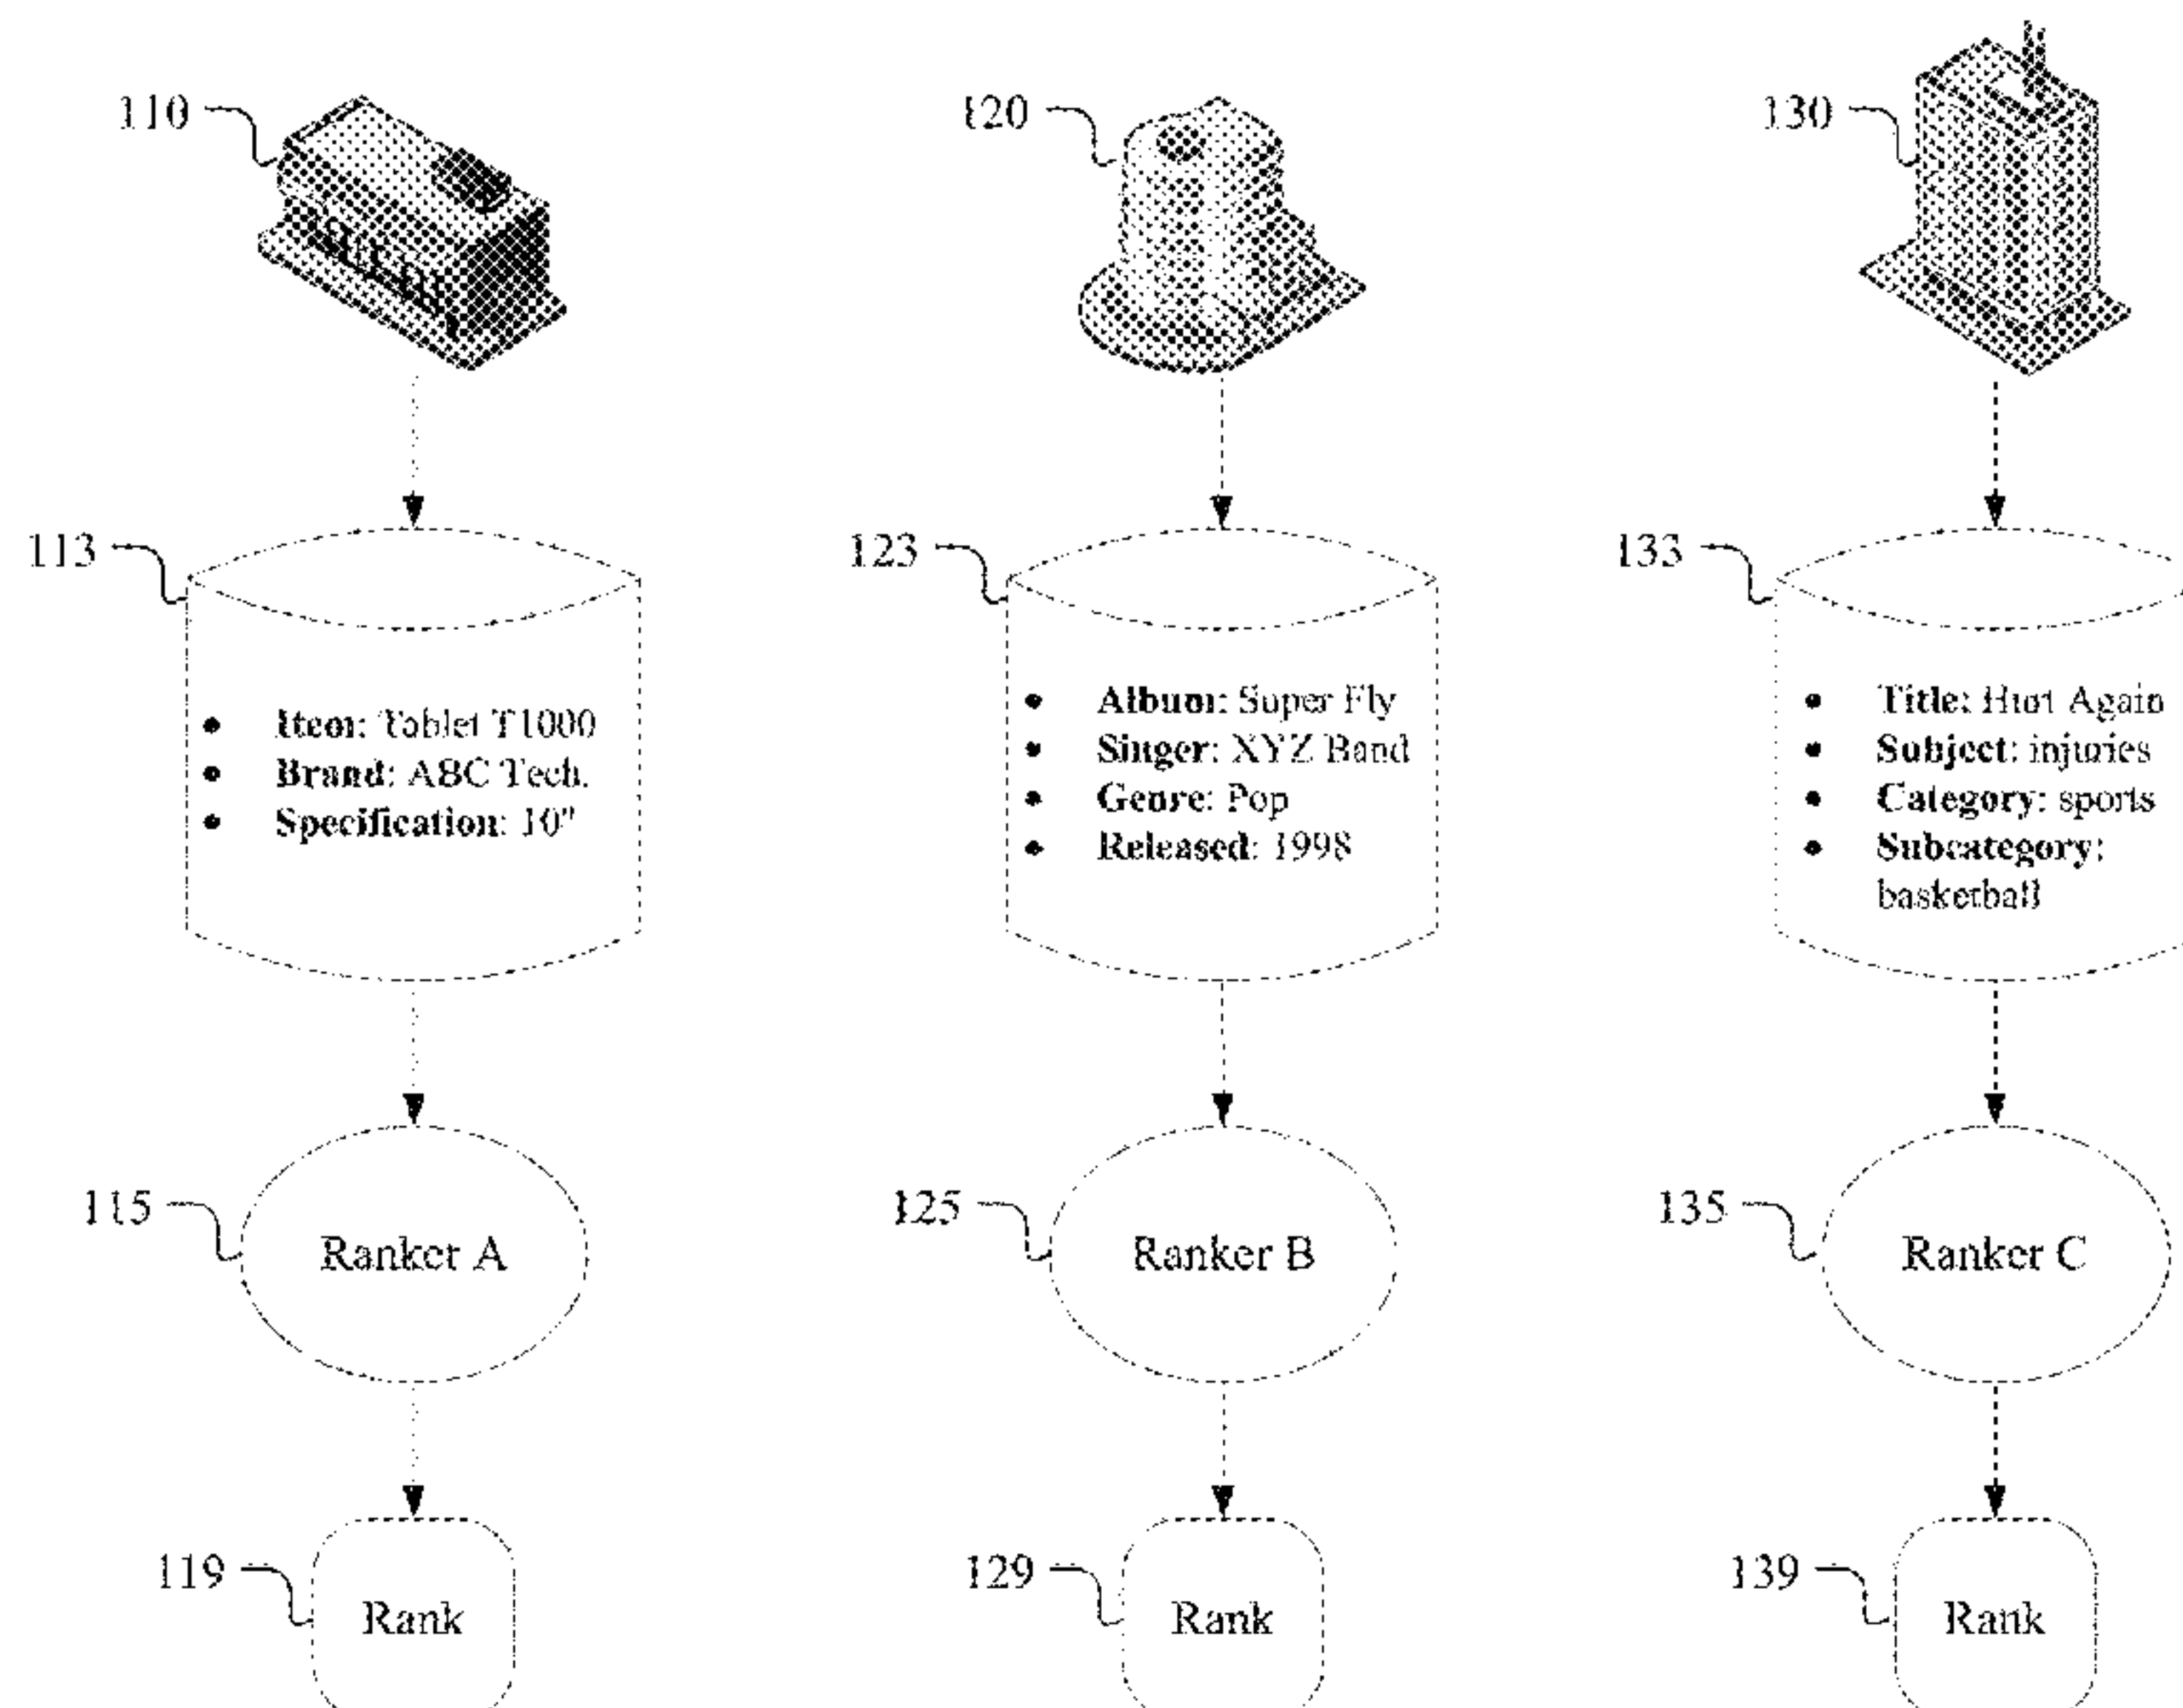 110
120
130
113
123
133
• Item: Tablet T1000
• Brand: ABC Tech.
• Specification: 10"
• Album: Super Fly
• Singer: XYZ Band
• Genre: Pop
• Released: 1998
• Title: Hurt Again
• Subject: injuries
• Category: sports
• Subcategory:
basketball
115
Ranker A
125
Ranker B
135
Ranker C
119
Rank
129
Rank
139
Rank